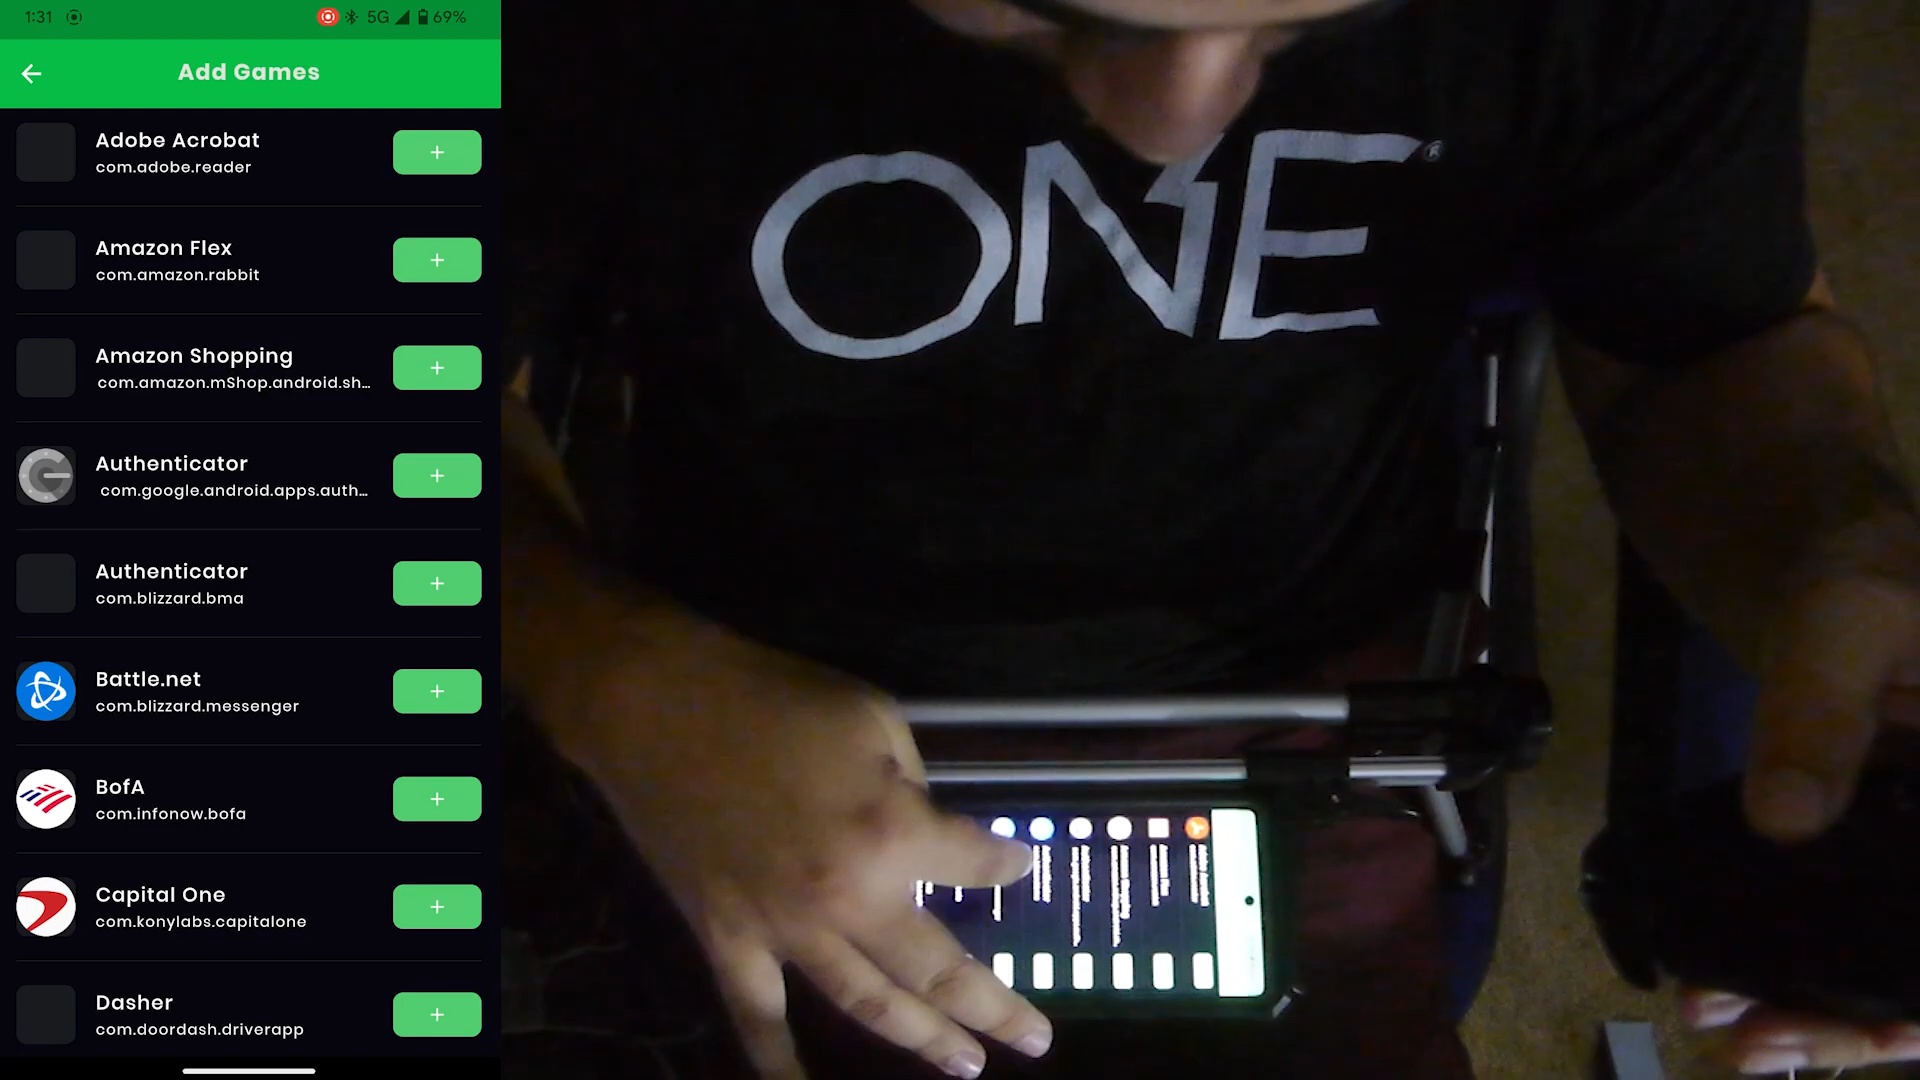 1:31
5G
69%
Add Games
Adobe Acrobat
com.adobe.reader
Amazon Flex
com.amazon.rabbit
Amazon Shopping
com.amazon.mShop.android.sh…
Authenticator
com.google.android.apps.auth…
Authenticator
com.blizzard.bma
Battle.net
com.blizzard.messenger
BofA
com.infonow.bofa
Capital One
com.konylabs.capitalone
Dasher
com.doordash.driverapp
ONE®